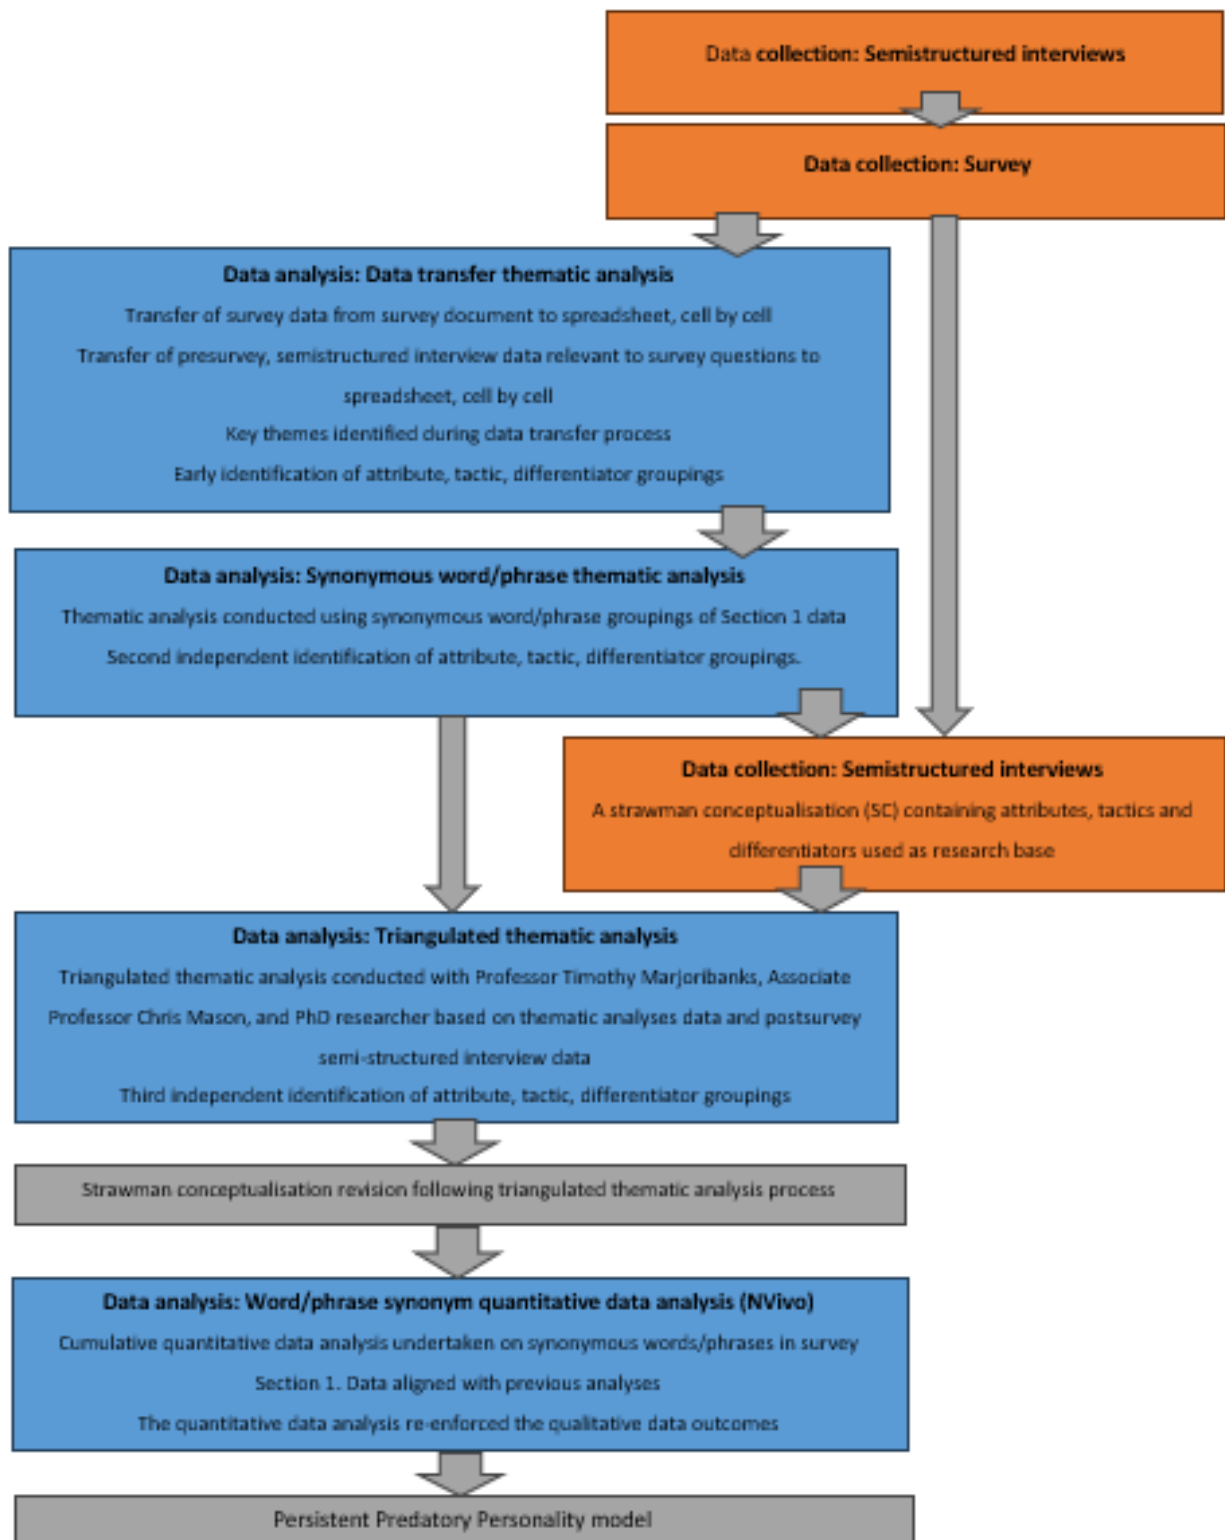 Data collection: Semistructured interviews
Data collection: Survey
Data analysis: Data transfer thematic analysis
Transfer of survey data from survey document to spreadsheet, cell by cell
Transfer of presurvey, semistructured interview data relevant to survey questions to
spreadsheet, cell by cell
Key themes identified during data transfer process
Early identification of attribute, tactic, differentiator groupings
Data analysis: Synonymous word/phrase thematic analysis
Thematic analysis conducted using synonymous word/phrase groupings of Section 1 data
Second independent identification of attribute, tactic, differentiator groupings.
Data collection: Semistructured interviews
A strawman conceptualisation (SC) containing attributes, tactics and
differentiators used as research base
Data analysis: Triangulated thematic analysis
Triangulated thematic analysis conducted with Professor Timothy Marjoribanks, Associate
Professor Chris Mason, and PhD researcher based on thematic analyses data and postsurvey
semi-structured interview data
Third independent identification of attribute, tactic, differentiator groupings
Strawman conceptualisation revision following triangulated thematic analysis process
Data analysis: Word/phrase synonym quantitative data analysis (NVivo)
Cumulative quantitative data analysis undertaken on synonymous words/phrases in survey
Section 1. Data aligned with previous analyses
The quantitative data analysis re-enforced the qualitative data outcomes
Persistent Predatory Personality model